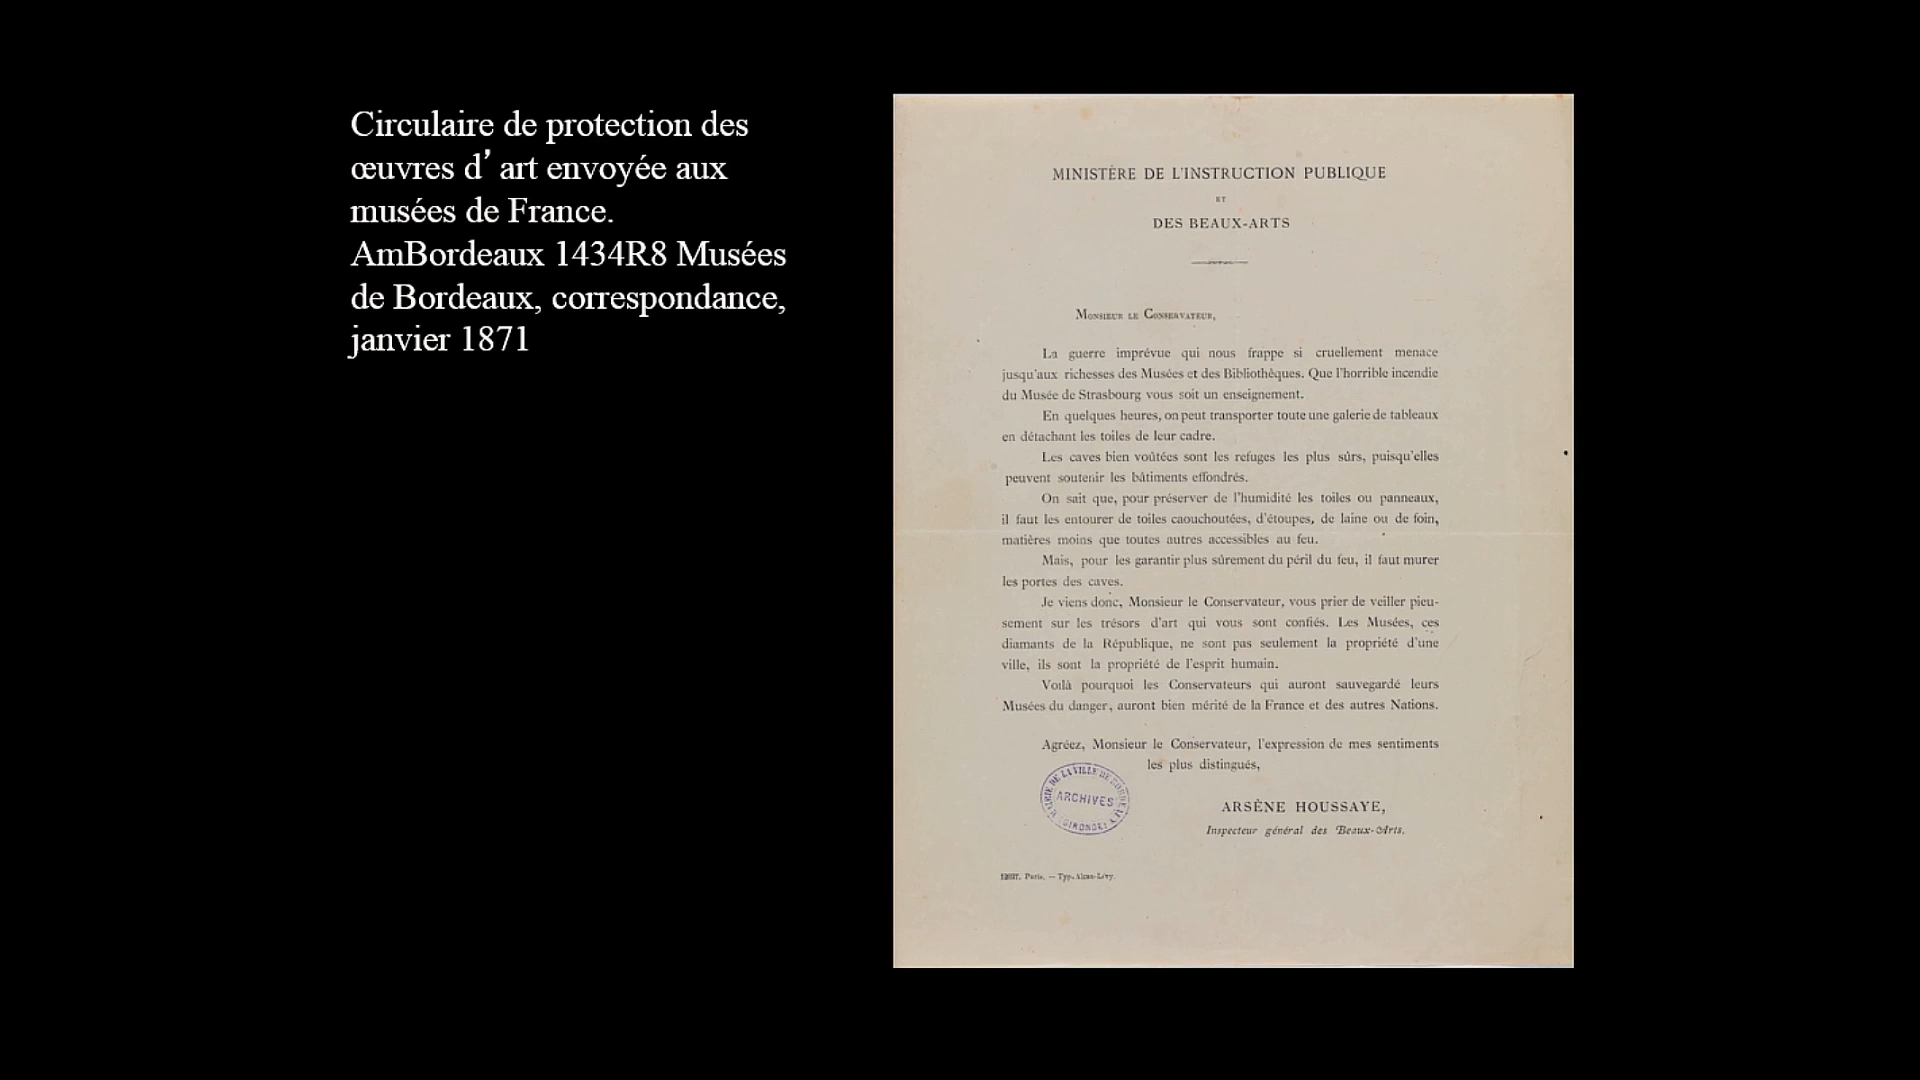 Circulaire de protection des
œuvres d’ art envoyée aux
musées de France.
AmBordeaux 1434R8 Musées
de Bordeaux, correspondance,
janvier 1871
MINISTÈRE DE L'INSTRUCTION PUBLIQUE
ET
DES BEAUX-ARTS
Monsieur le Conservateur,
La guerre imprévue qui nous frappe si cruellement menace
jusqu'aux richesses des Musées et des Bibliothèques. Que l'horrible incendie
du Musée de Strasbourg vous soit un enseignement.
En quelques heures, on peut transporter toute une galerie de tableaux
en détachant les toiles de leur cadre.
Les caves bien voûtées sont les refuges les plus sûrs, puisqu'elles
peuvent soutenir les bâtiments effondrés.
On sait que, pour préserver de l'humidité les toiles ou panneaux,
il faut les entourer de toiles caouchoutées, d'étoupes, de laine ou de foin,
matières moins que toutes autres accessibles au feu.
Mais, pour les garantir plus sûrement du péril du feu, il faut murer
les portes des caves.
Je viens donc, Monsieur le Conservateur, vous prier de veiller pieu-
sement sur les trésors d'art qui vous sont confiés. Les Musées, ces
diamants de la République, ne sont pas seulement la propriété d'une
ville, ils sont la propriété de l'esprit humain.
Voilà pourquoi les Conservateurs qui auront sauvegardé leurs
Musées du danger, auront bien mérité de la France et des autres Nations.
Agréez, Monsieur le Conservateur, l'expression de mes sentiments
les plus distingués,
MAIRIE DE LA VILLE DE BORDEAUX
ARCHIVES
(GIRONDE)
ARSÈNE HOUSSAYE,
Inspecteur général des Beaux-Arts.
Paris. — Typ. Alcan-Lévy.